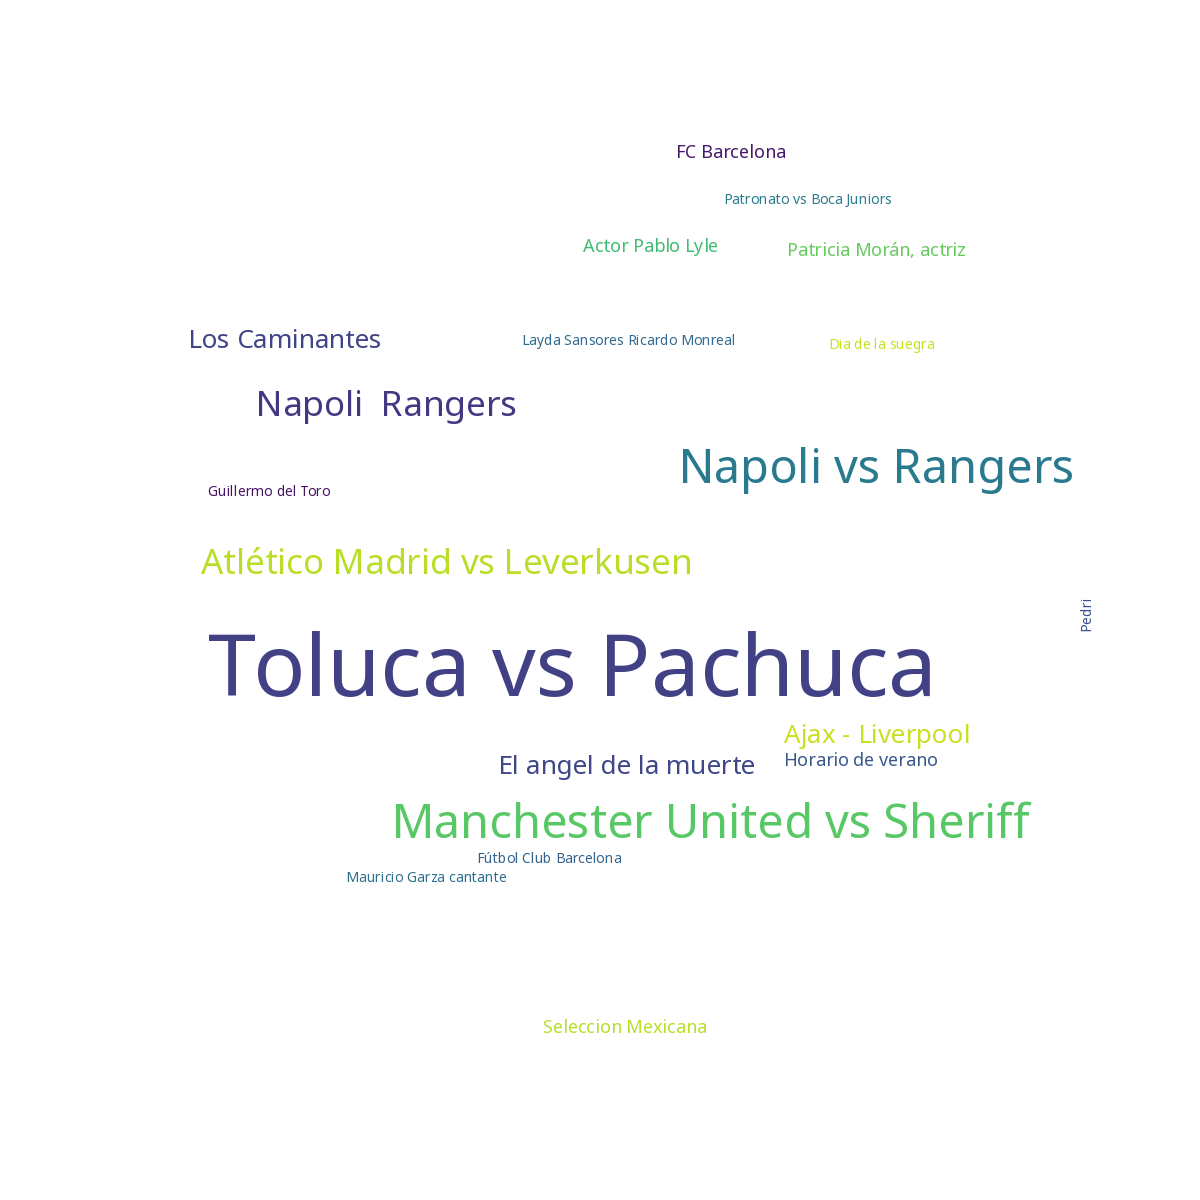 FC Barcelona
Patronato vs Boca Juniors
Actor Pablo Lyle
Patricia Morán, actriz
Los Caminantes
Layda Sansores Ricardo Monreal
Dia de la suegra
Napoli  Rangers
Napoli vs Rangers
Guillermo del Toro
Atlético Madrid vs Leverkusen
Pedri
Toluca vs Pachuca
Ajax - Liverpool
Horario de verano
El angel de la muerte
Manchester United vs Sheriff
Fútbol Club Barcelona
Mauricio Garza cantante
Seleccion Mexicana